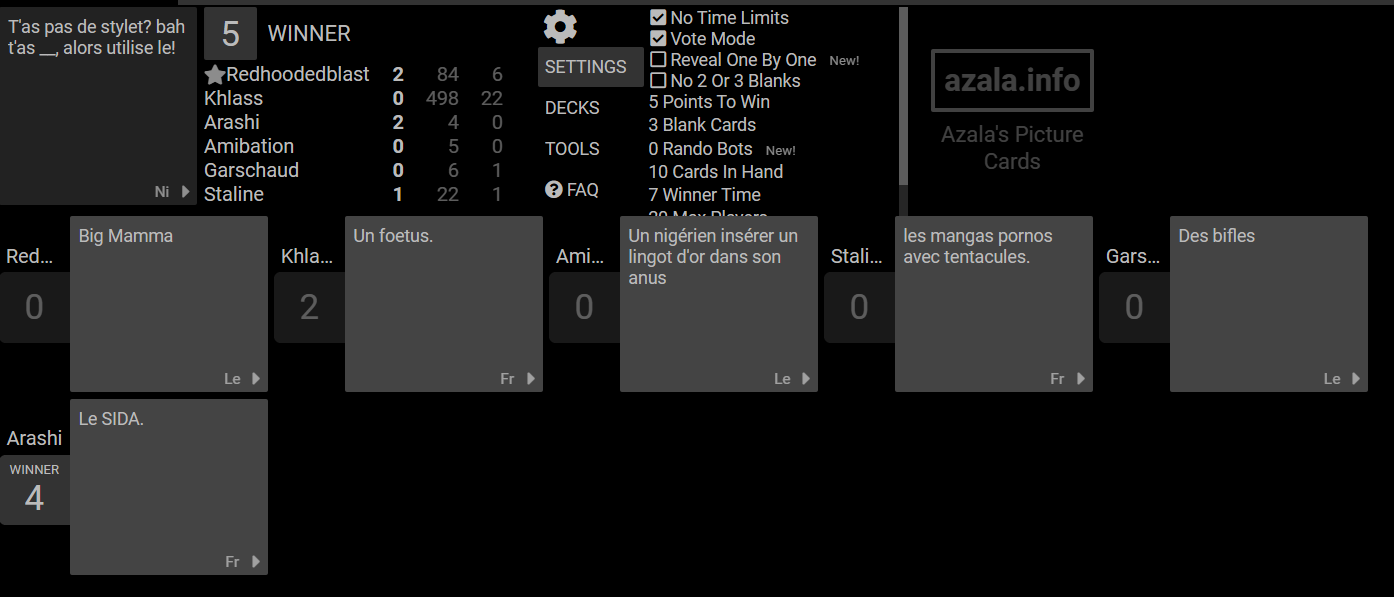 T'as pas de stylet? bah
t'as __, alors utilise le!
Ni
5 WINNER
Redhoodedblast 2 84 6
Khlass 0 498 22
Arashi 2 4 0
Amibation 0 5 0
Garschaud 0 6 1
Staline 1 22 1
SETTINGS
DECKS
TOOLS
FAQ
No Time Limits
Vote Mode
Reveal One By One New!
No 2 Or 3 Blanks
5 Points To Win
3 Blank Cards
0 Rando Bots New!
10 Cards In Hand
7 Winner Time
20 Max Players
azala.info
Azala's Picture
Cards
Red...
0
Big Mamma
Le
Khla...
2
Un foetus.
Fr
Ami...
0
Un nigérien insérer un
lingot d'or dans son
anus
Le
Stali...
0
les mangas pornos
avec tentacules.
Fr
Gars...
0
Des bifles
Le
Arashi
WINNER
4
Le SIDA.
Fr